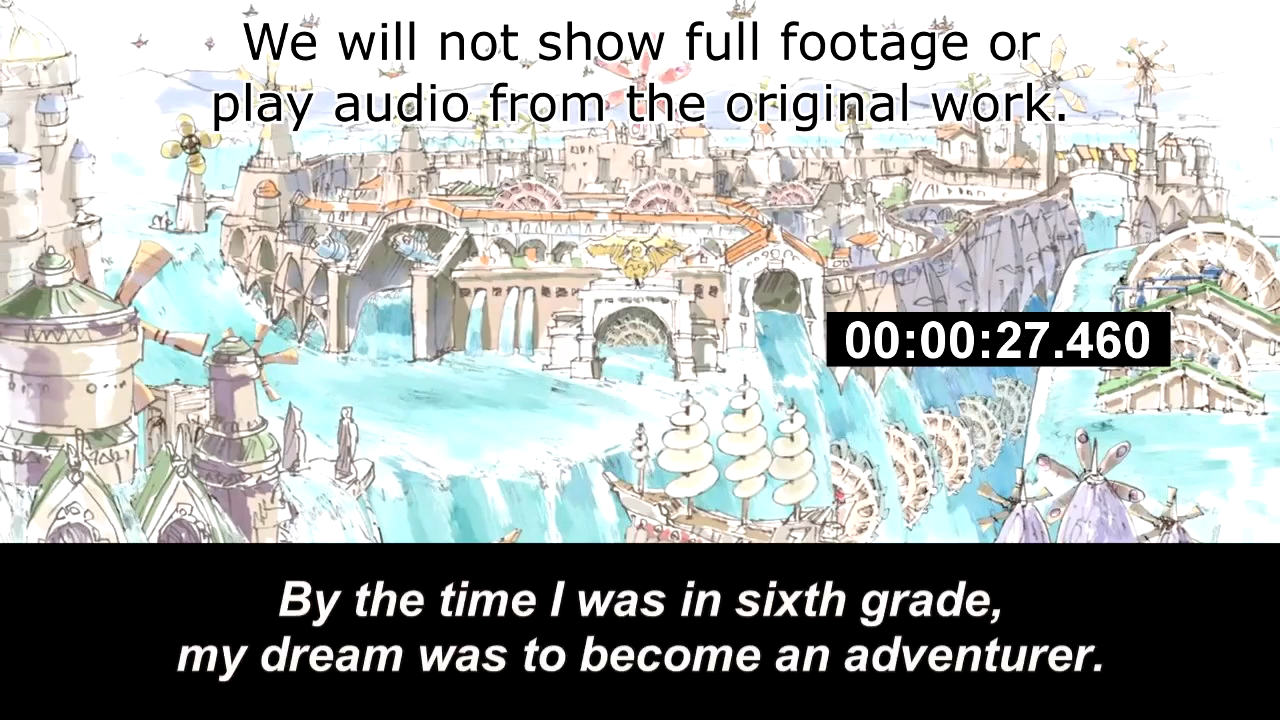 We will not show full footage or
play audio from the original work.
00:00:27.460
By the time I was in sixth grade,
my dream was to become an adventurer.